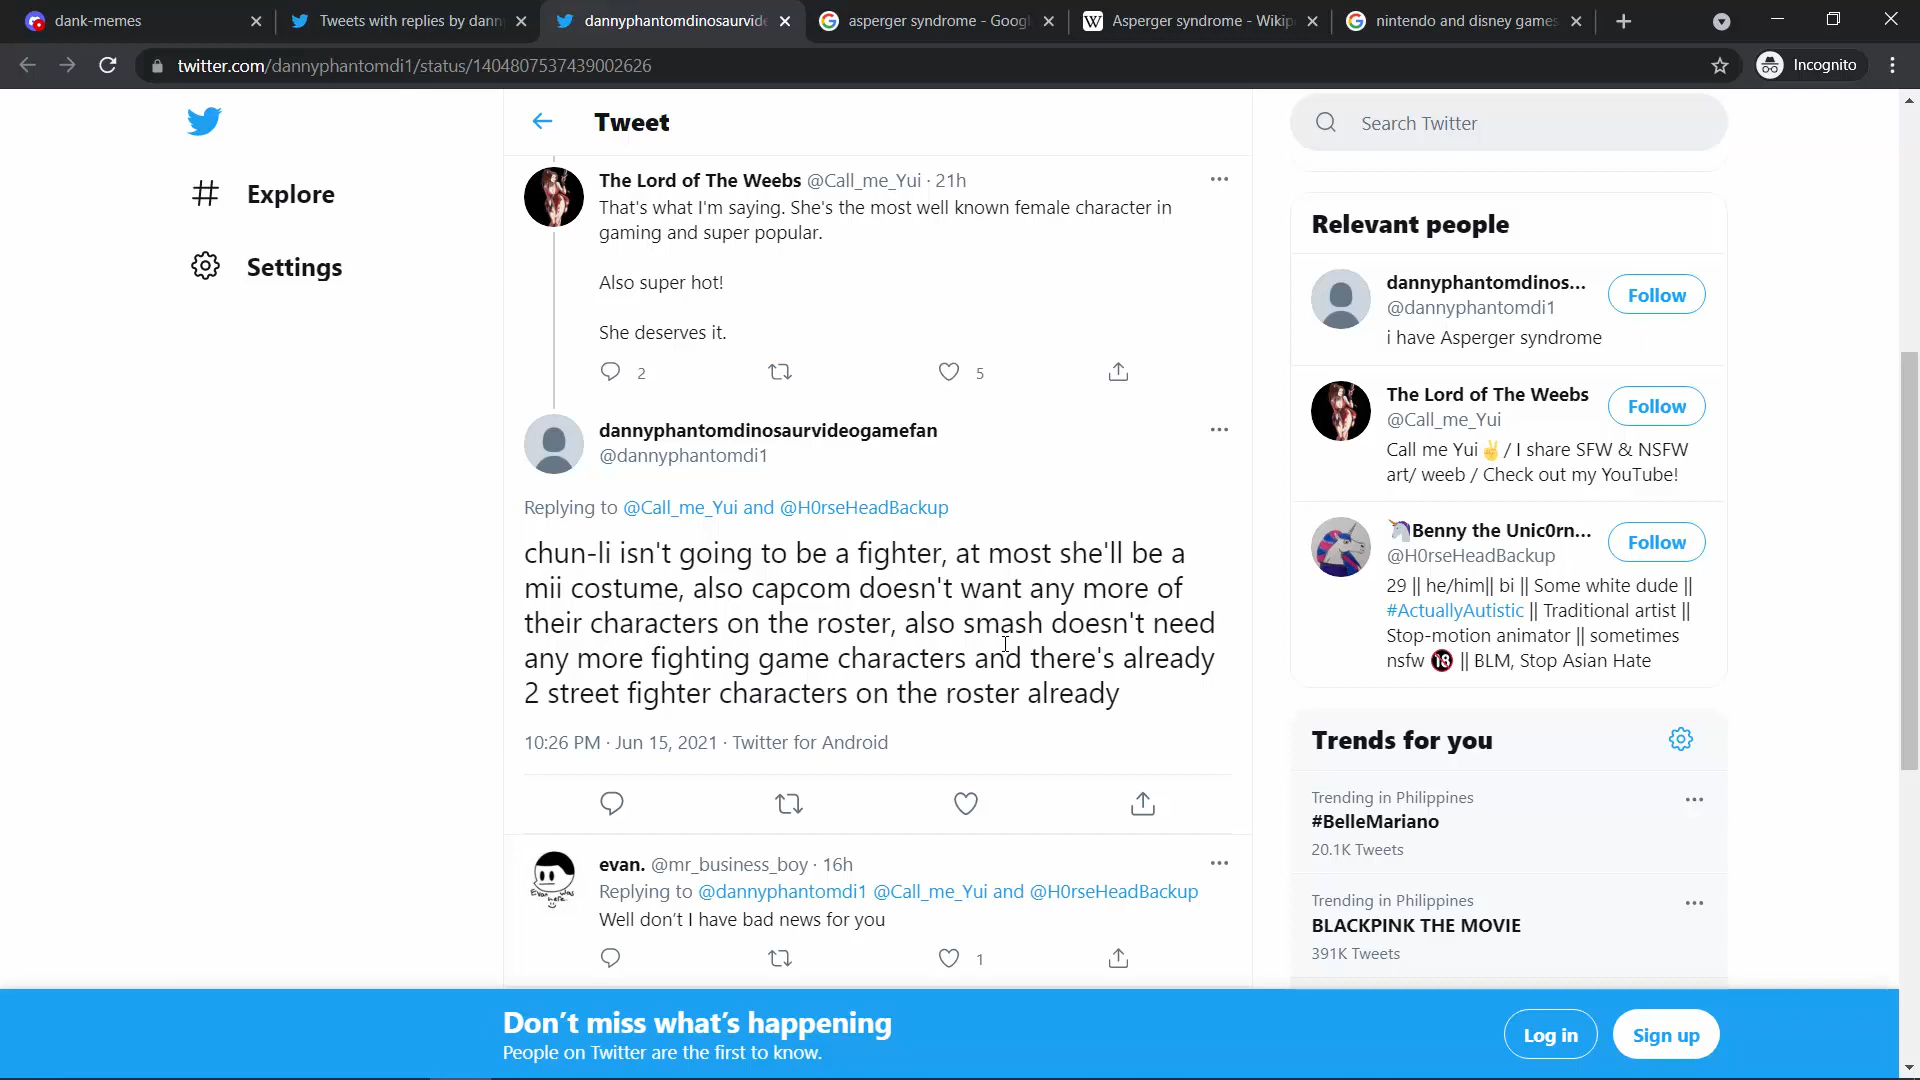 dank-memes
Tweets with replies by dann
dannyphantomdinosaurvide
asperger syndrome - Googl
W Asperger syndrome - Wikip
nintendo and disney games
twitter.com/dannyphantomdi1/status/1404807537439002626
Incognito
Explore
Settings
Tweet
The Lord of The Weebs @Call_me_Yui · 21h
That's what I'm saying. She's the most well known female character in
gaming and super popular.
Also super hot!
She deserves it.
2
5
dannyphantomdinosaurvideogamefan
@dannyphantomdi1
Replying to @Call_me_Yui and @H0rseHeadBackup
chun-li isn't going to be a fighter, at most she'll be a
mii costume, also capcom doesn't want any more of
their characters on the roster, also smash doesn't need
any more fighting game characters and there's already
2 street fighter characters on the roster already
10:26 PM · Jun 15, 2021 · Twitter for Android
evan. @mr_business_boy · 16h
Replying to @dannyphantomdi1 @Call_me_Yui and @H0rseHeadBackup
Well don't I have bad news for you
1
Search Twitter
Relevant people
dannyphantomdinos...
@dannyphantomdi1
Follow
i have Asperger syndrome
The Lord of The Weebs
@Call_me_Yui
Follow
Call me Yui✌ / I share SFW & NSFW
art/ weeb / Check out my YouTube!
🦄Benny the Unic0rn...
@H0rseHeadBackup
Follow
29 || he/him|| bi || Some white dude ||
#ActuallyAutistic || Traditional artist ||
Stop-motion animator || sometimes
nsfw 🔞 || BLM, Stop Asian Hate
Trends for you
Trending in Philippines
#BelleMariano
20.1K Tweets
Trending in Philippines
BLACKPINK THE MOVIE
391K Tweets
Don't miss what's happening
People on Twitter are the first to know.
Log in
Sign up